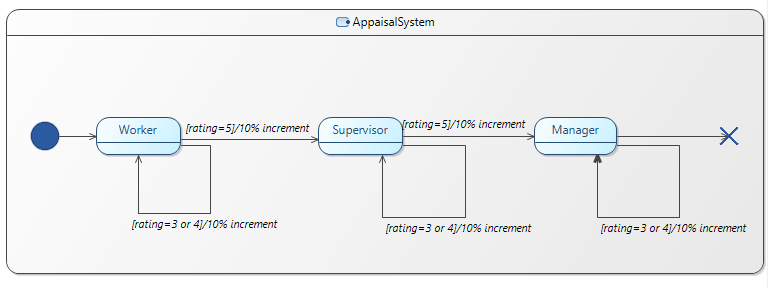 AppaisalSystem
Worker
[rating=5]/10% increment
Supervisor
[rating=5]/10% increment
Manager
[rating=3 or 4]/10% increment
[rating=3 or 4]/10% increment
[rating=3 or 4]/10% increment